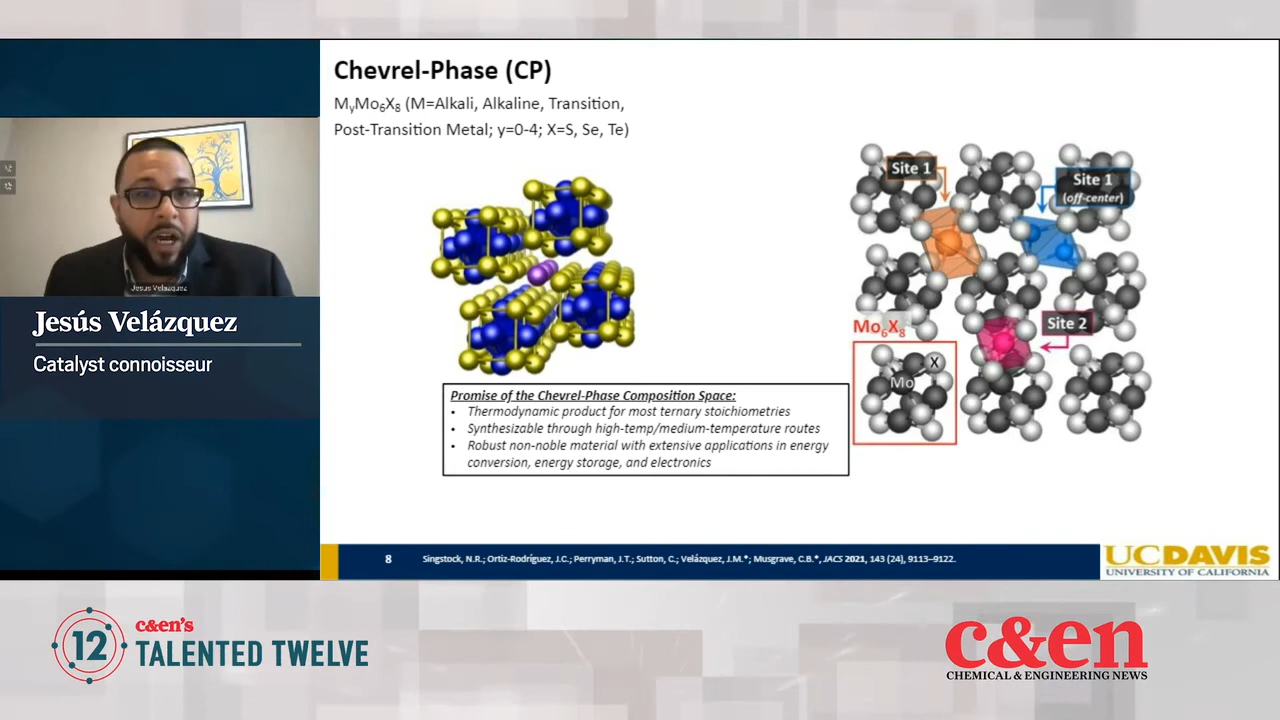 Chevrel-Phase (CP)
MyMo6X8 (M=Alkali, Alkaline, Transition,
Post-Transition Metal; y=0-4; X=S, Se, Te)
Jesus Velazquez
Jesús Velázquez
Catalyst connoisseur
Site 1
Site 1
(off-center)
Site 2
Mo6X8
X
Mo
Promise of the Chevrel-Phase Composition Space:
• Thermodynamic product for most ternary stoichiometries
• Synthesizable through high-temp/medium-temperature routes
• Robust non-noble material with extensive applications in energy
conversion, energy storage, and electronics
8
Singstock, N.R.; Ortiz-Rodríguez, J.C.; Perryman, J.T.; Sutton, C.; Velázquez, J.M.*; Musgrave, C.B.*, JACS 2021, 143 (24), 9113–9122.
UCDAVIS
UNIVERSITY OF CALIFORNIA
12
c&en's
TALENTED TWELVE
c&en
CHEMICAL & ENGINEERING NEWS